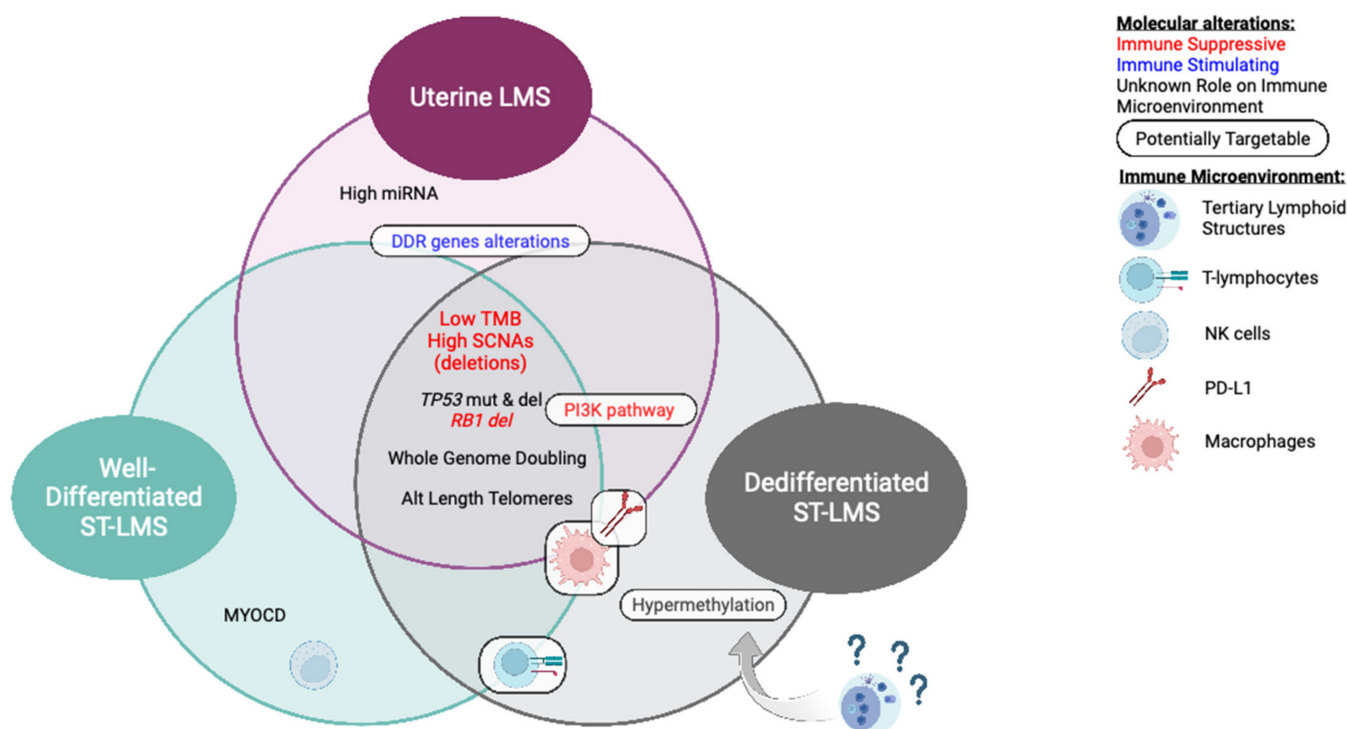 Uterine LMS
High miRNA
DDR genes alterations
Low TMB
High SCNAs
(deletions)
TP53 mut & del
RB1 del
PI3K pathway
Whole Genome Doubling
Alt Length Telomeres
Well-
Differentiated
ST-LMS
Dedifferentiated
ST-LMS
Hypermethylation
MYOCD
? ? ?
Molecular alterations:
Immune Suppressive
Immune Stimulating
Unknown Role on Immune
Microenvironment
Potentially Targetable
Immune Microenvironment:
Tertiary Lymphoid
Structures
T-lymphocytes
NK cells
PD-L1
Macrophages